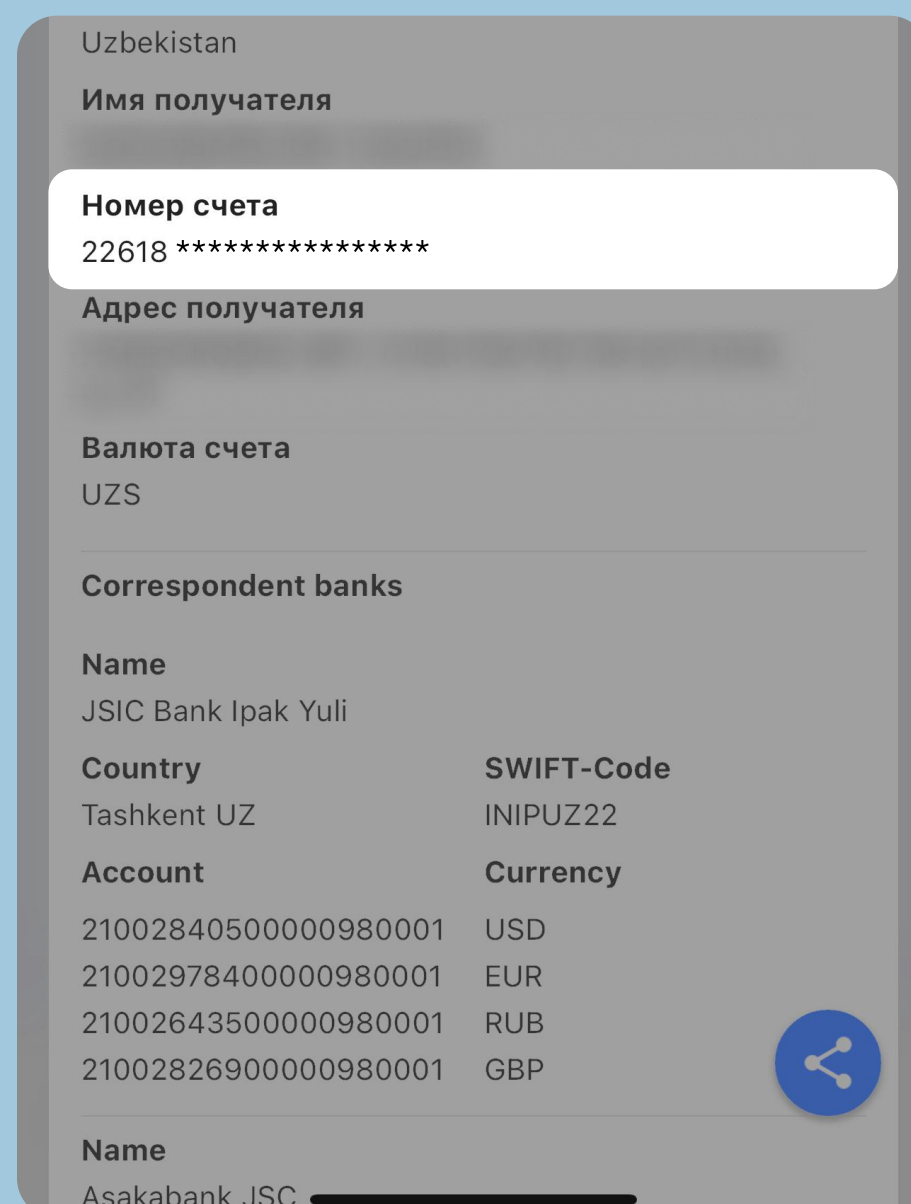 Uzbekistan
Имя получателя
Номер счета
22618 ****************
Адрес получателя
Валюта счета
UZS
Correspondent banks
Name
JSIC Bank Ipak Yuli
Country SWIFT-Code
Tashkent UZ INIPUZ22
Account Currency
21002840500000980001 USD
21002978400000980001 EUR
21002643500000980001 RUB
21002826900000980001 GBP
Name
Asakabank JSC